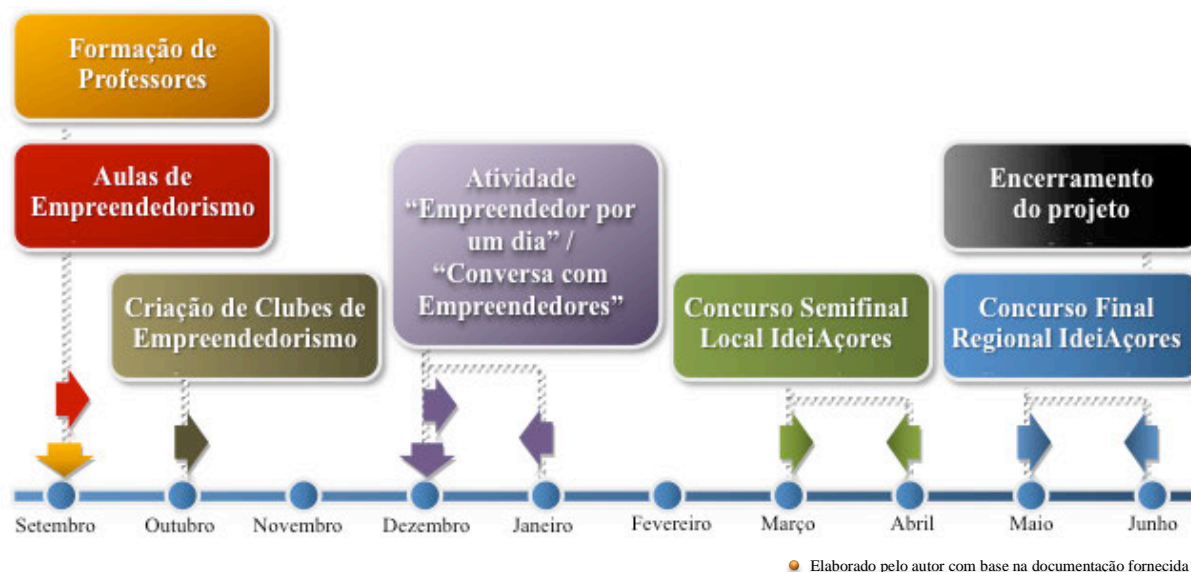 Formação de
Professores
Aulas de
Empreendedorismo
Criação de Clubes de
Empreendedorismo
Atividade
“Empreendedor por
um dia” /
“Conversa com
Empreendedores”
Concurso Semifinal
Local IdeiAçores
Encerramento
do projeto
Concurso Final
Regional IdeiAçores
Setembro
Outubro
Novembro
Dezembro
Janeiro
Fevereiro
Março
Abril
Maio
Junho
Elaborado pelo autor com base na documentação fornecida